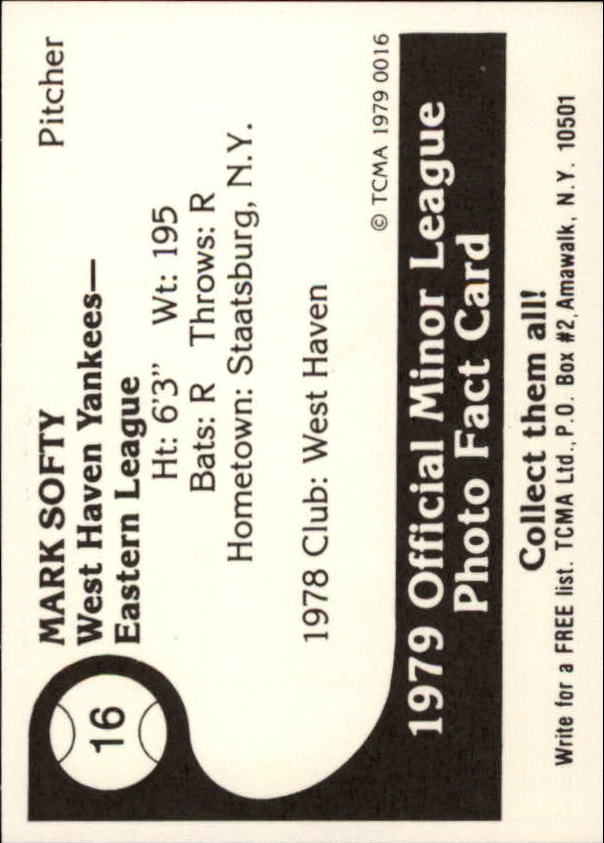 16
MARK SOFTY Pitcher
West Haven Yankees—
Eastern League
Ht: 6'3" Wt: 195
Bats: R Throws: R
Hometown: Staatsburg, N.Y.
1978 Club: West Haven
© TCMA 1979 0016
1979 Official Minor League
Photo Fact Card
Collect them all!
Write for a FREE list. TCMA Ltd., P.O. Box #2, Amawalk, N.Y. 10501